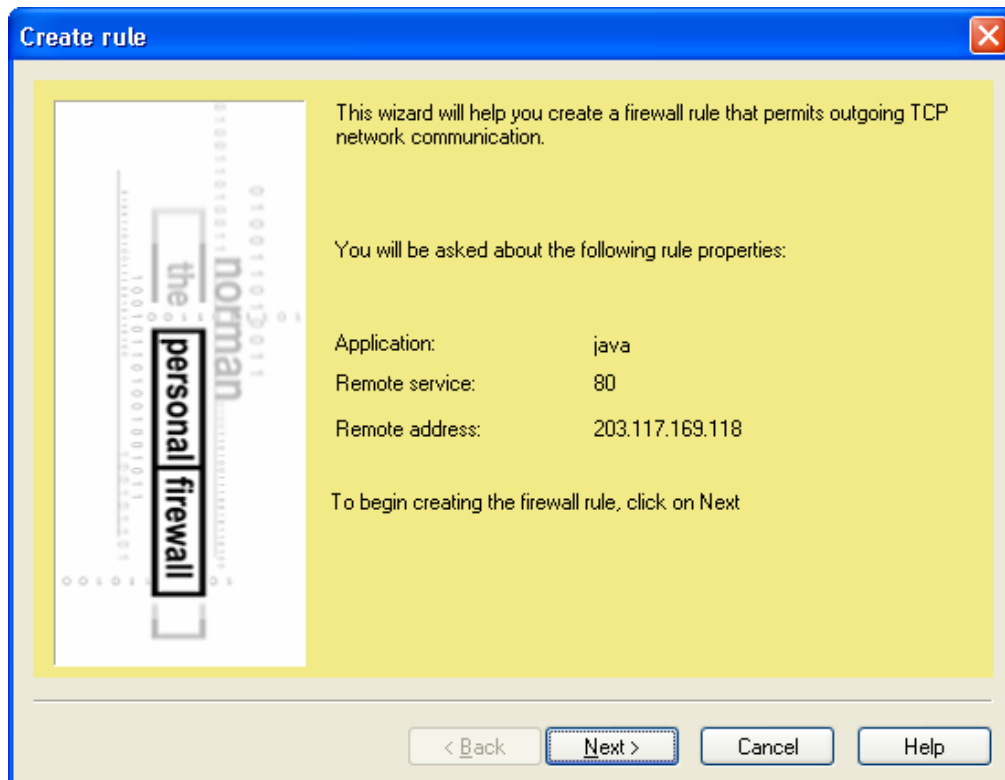 Create rule
This wizard will help you create a firewall rule that permits outgoing TCP
network communication.
You will be asked about the following rule properties:
Application: java
Remote service: 80
Remote address: 203.117.169.118
To begin creating the firewall rule, click on Next
the
norman
personal firewall
< Back
Next >
Cancel
Help